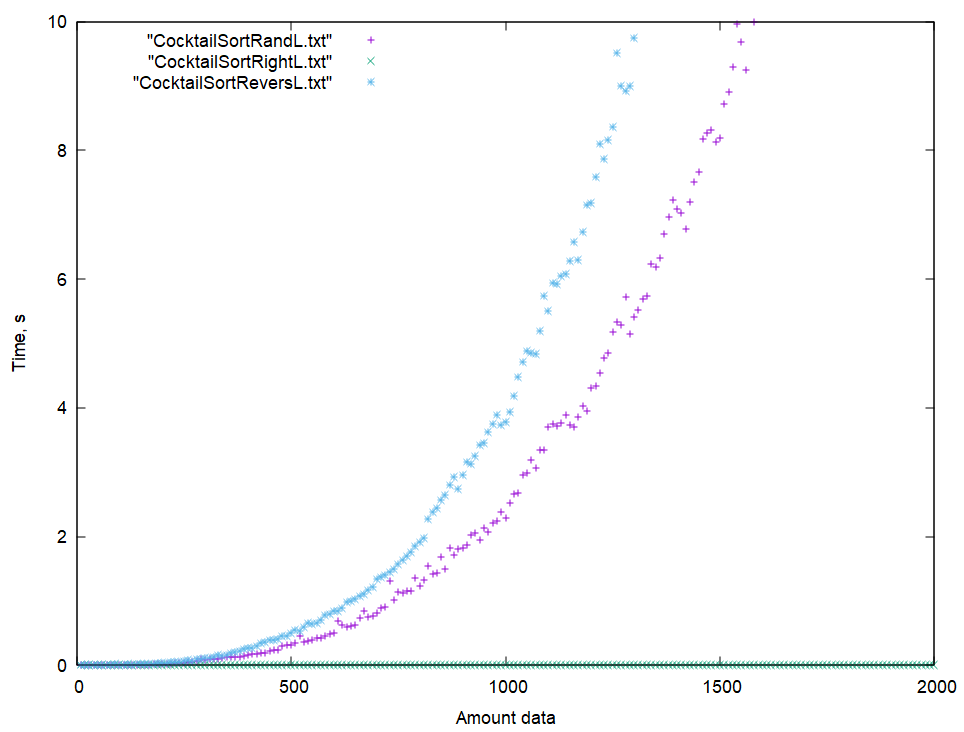 "CocktailSortRandL.txt"
"CocktailSortRightL.txt"
"CocktailSortReversL.txt"
10
8
6
4
2
0
Time, s
0 500 1000 1500 2000
Amount data